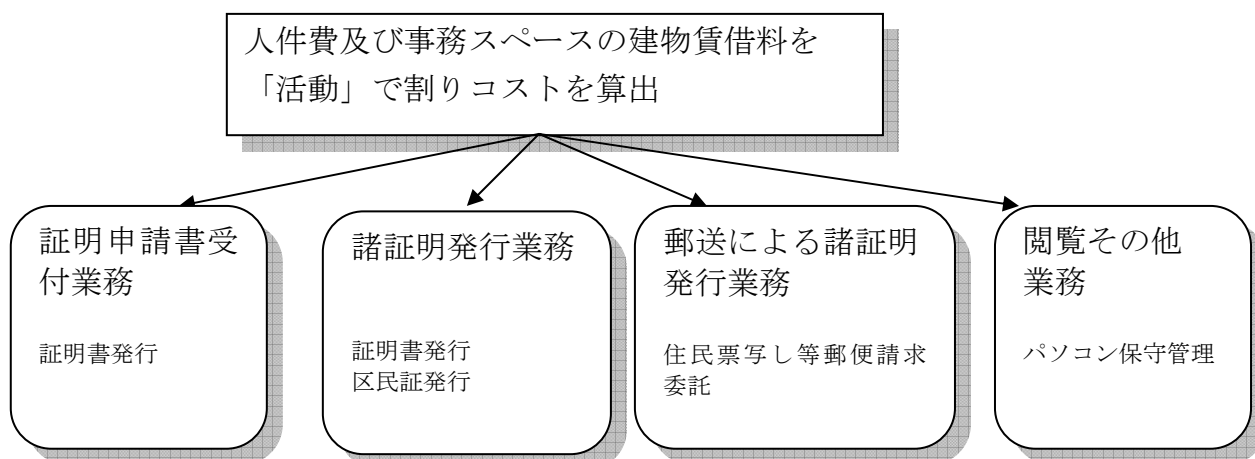 人件費及び事務スペースの建物賃借料を
「活動」で割りコストを算出
証明申請書受
付業務
証明書発行
諸証明発行業務
証明書発行
区民証発行
郵送による諸証明
発行業務
住民票写し等郵便請求
委託
閲覧その他
業務
パソコン保守管理